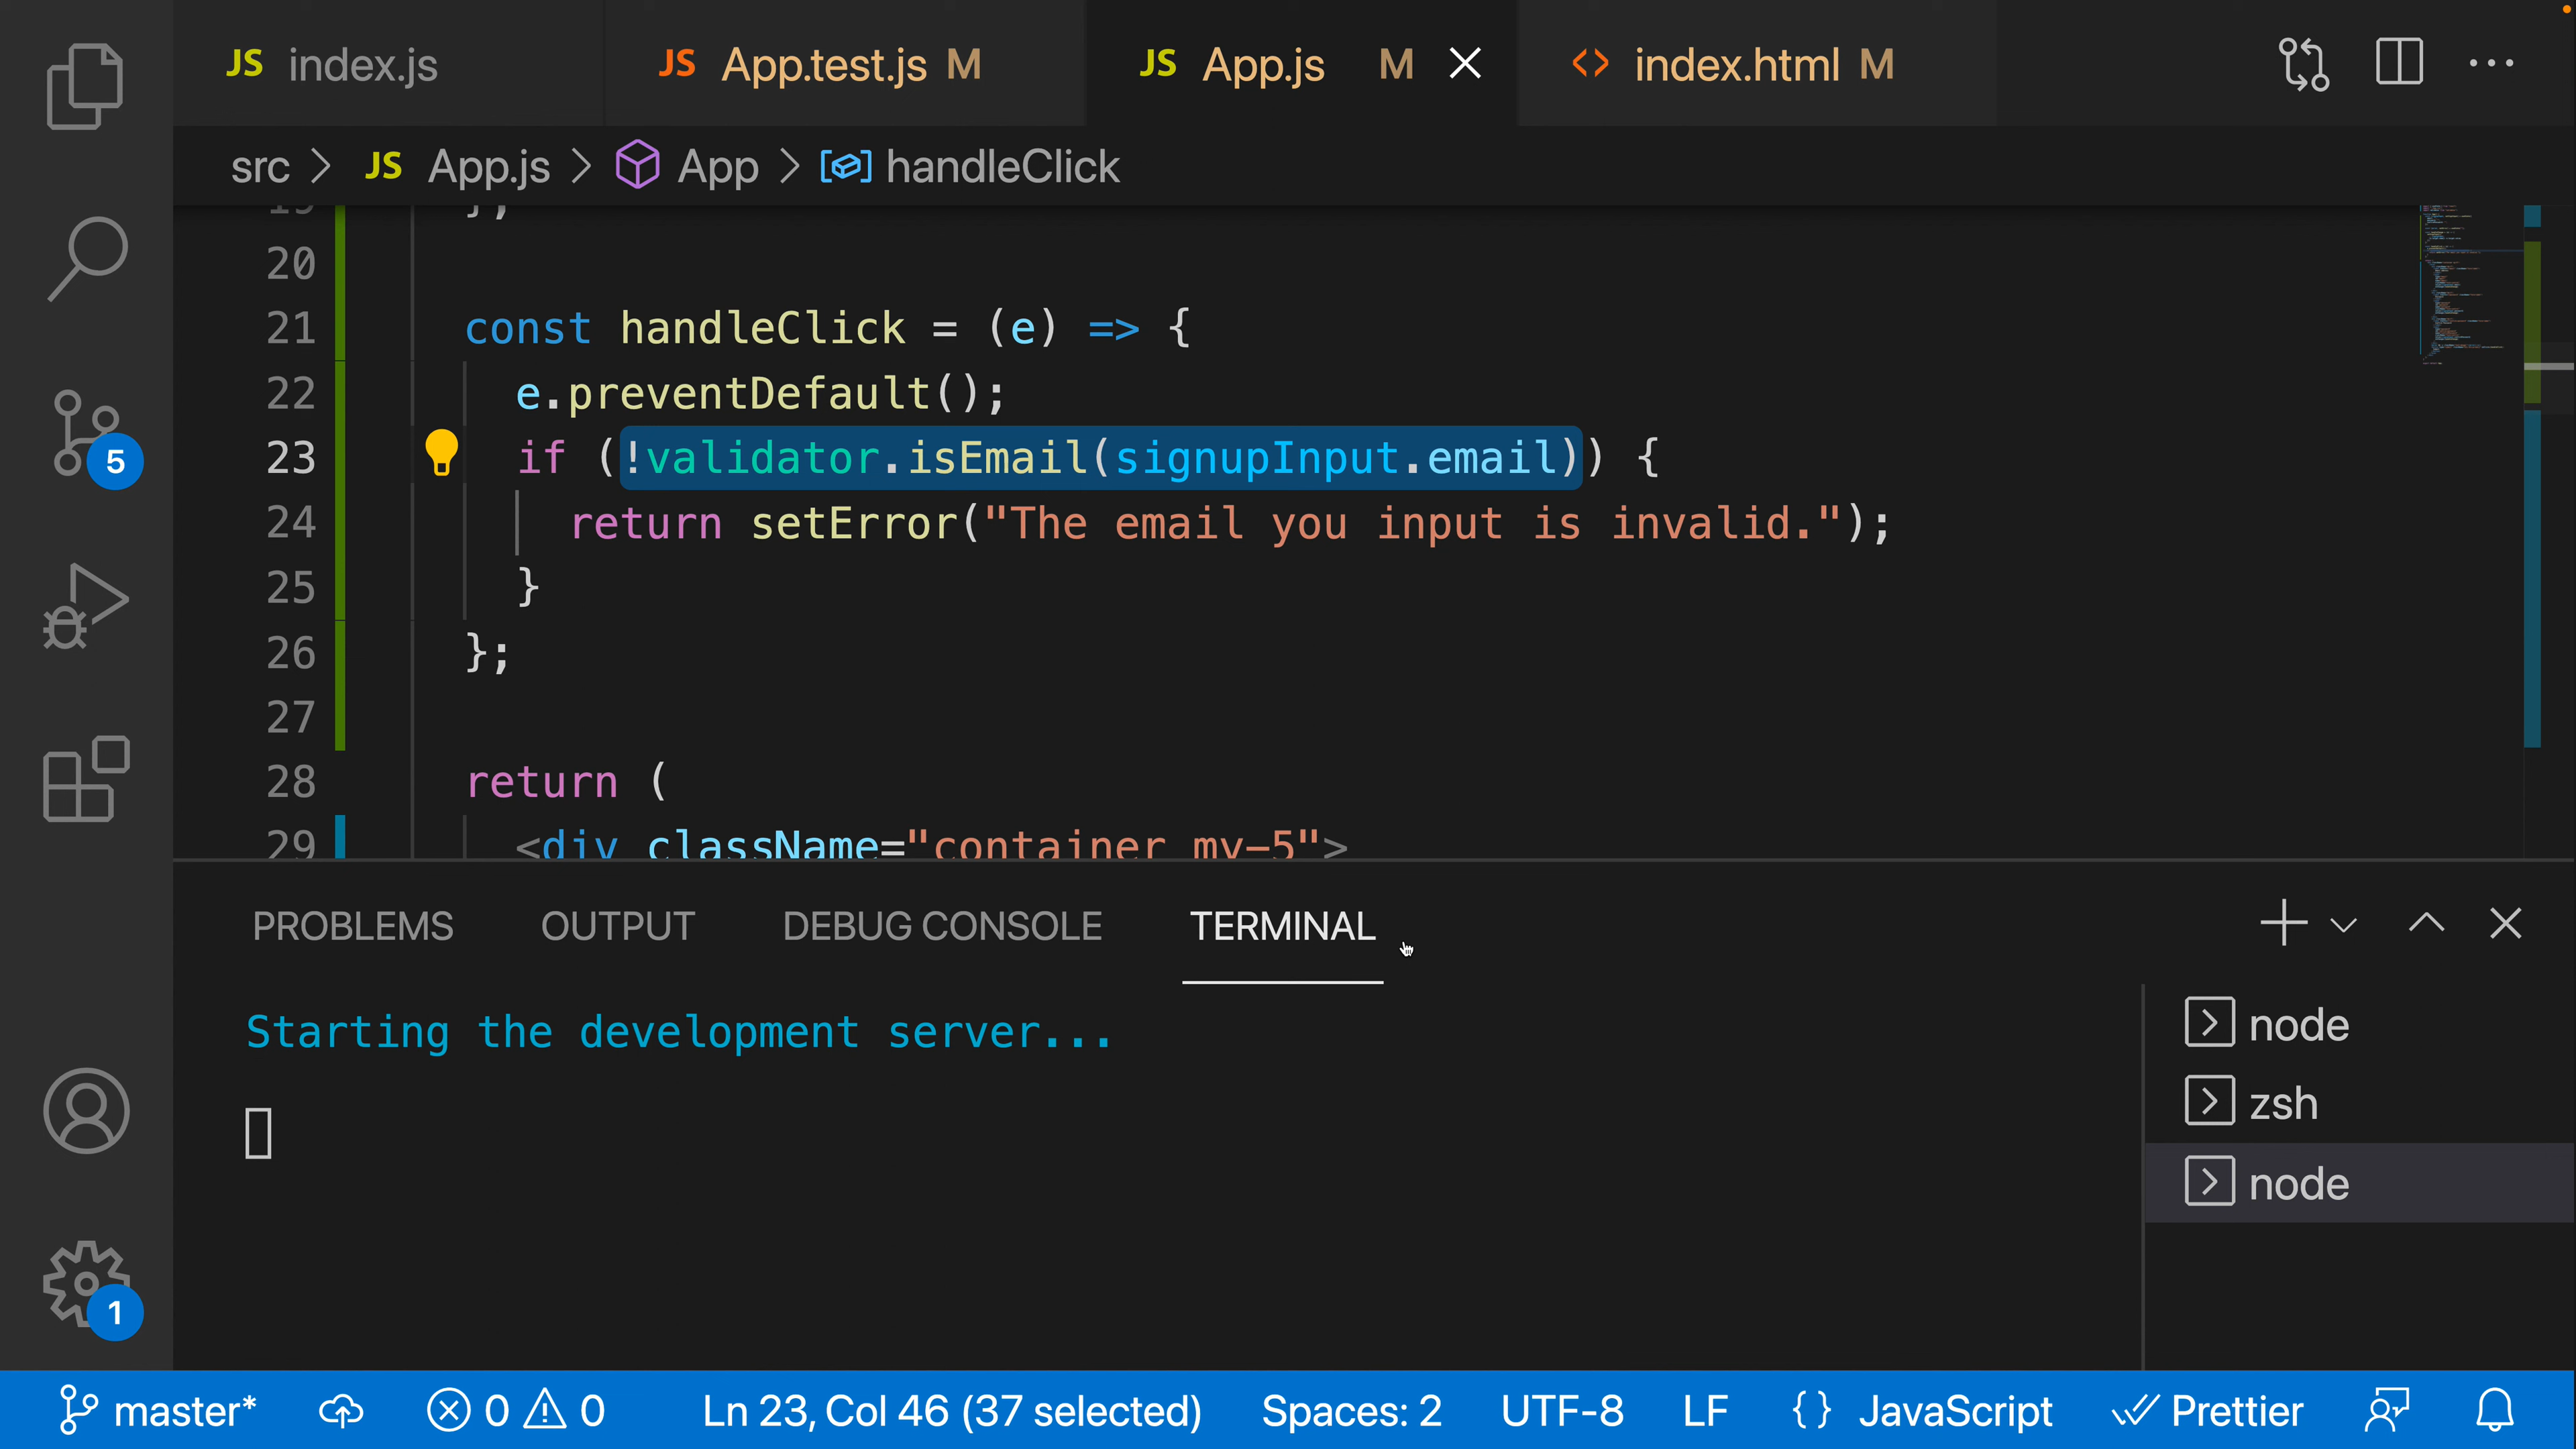 JS index.js
JS App.test.js M
JS App.js M
<> index.html M
src > JS App.js > App > handleClick
19 };
20
21 const handleClick = (e) => {
22 e.preventDefault();
23 if (!validator.isEmail(signupInput.email)) {
24 return setError("The email you input is invalid.");
25 }
26 };
27
28 return (
29 <div className="container my-5">
5
1
PROBLEMS OUTPUT DEBUG CONSOLE TERMINAL
Starting the development server...
node
zsh
node
master* 0 0 Ln 23, Col 46 (37 selected) Spaces: 2 UTF-8 LF {} JavaScript Prettier